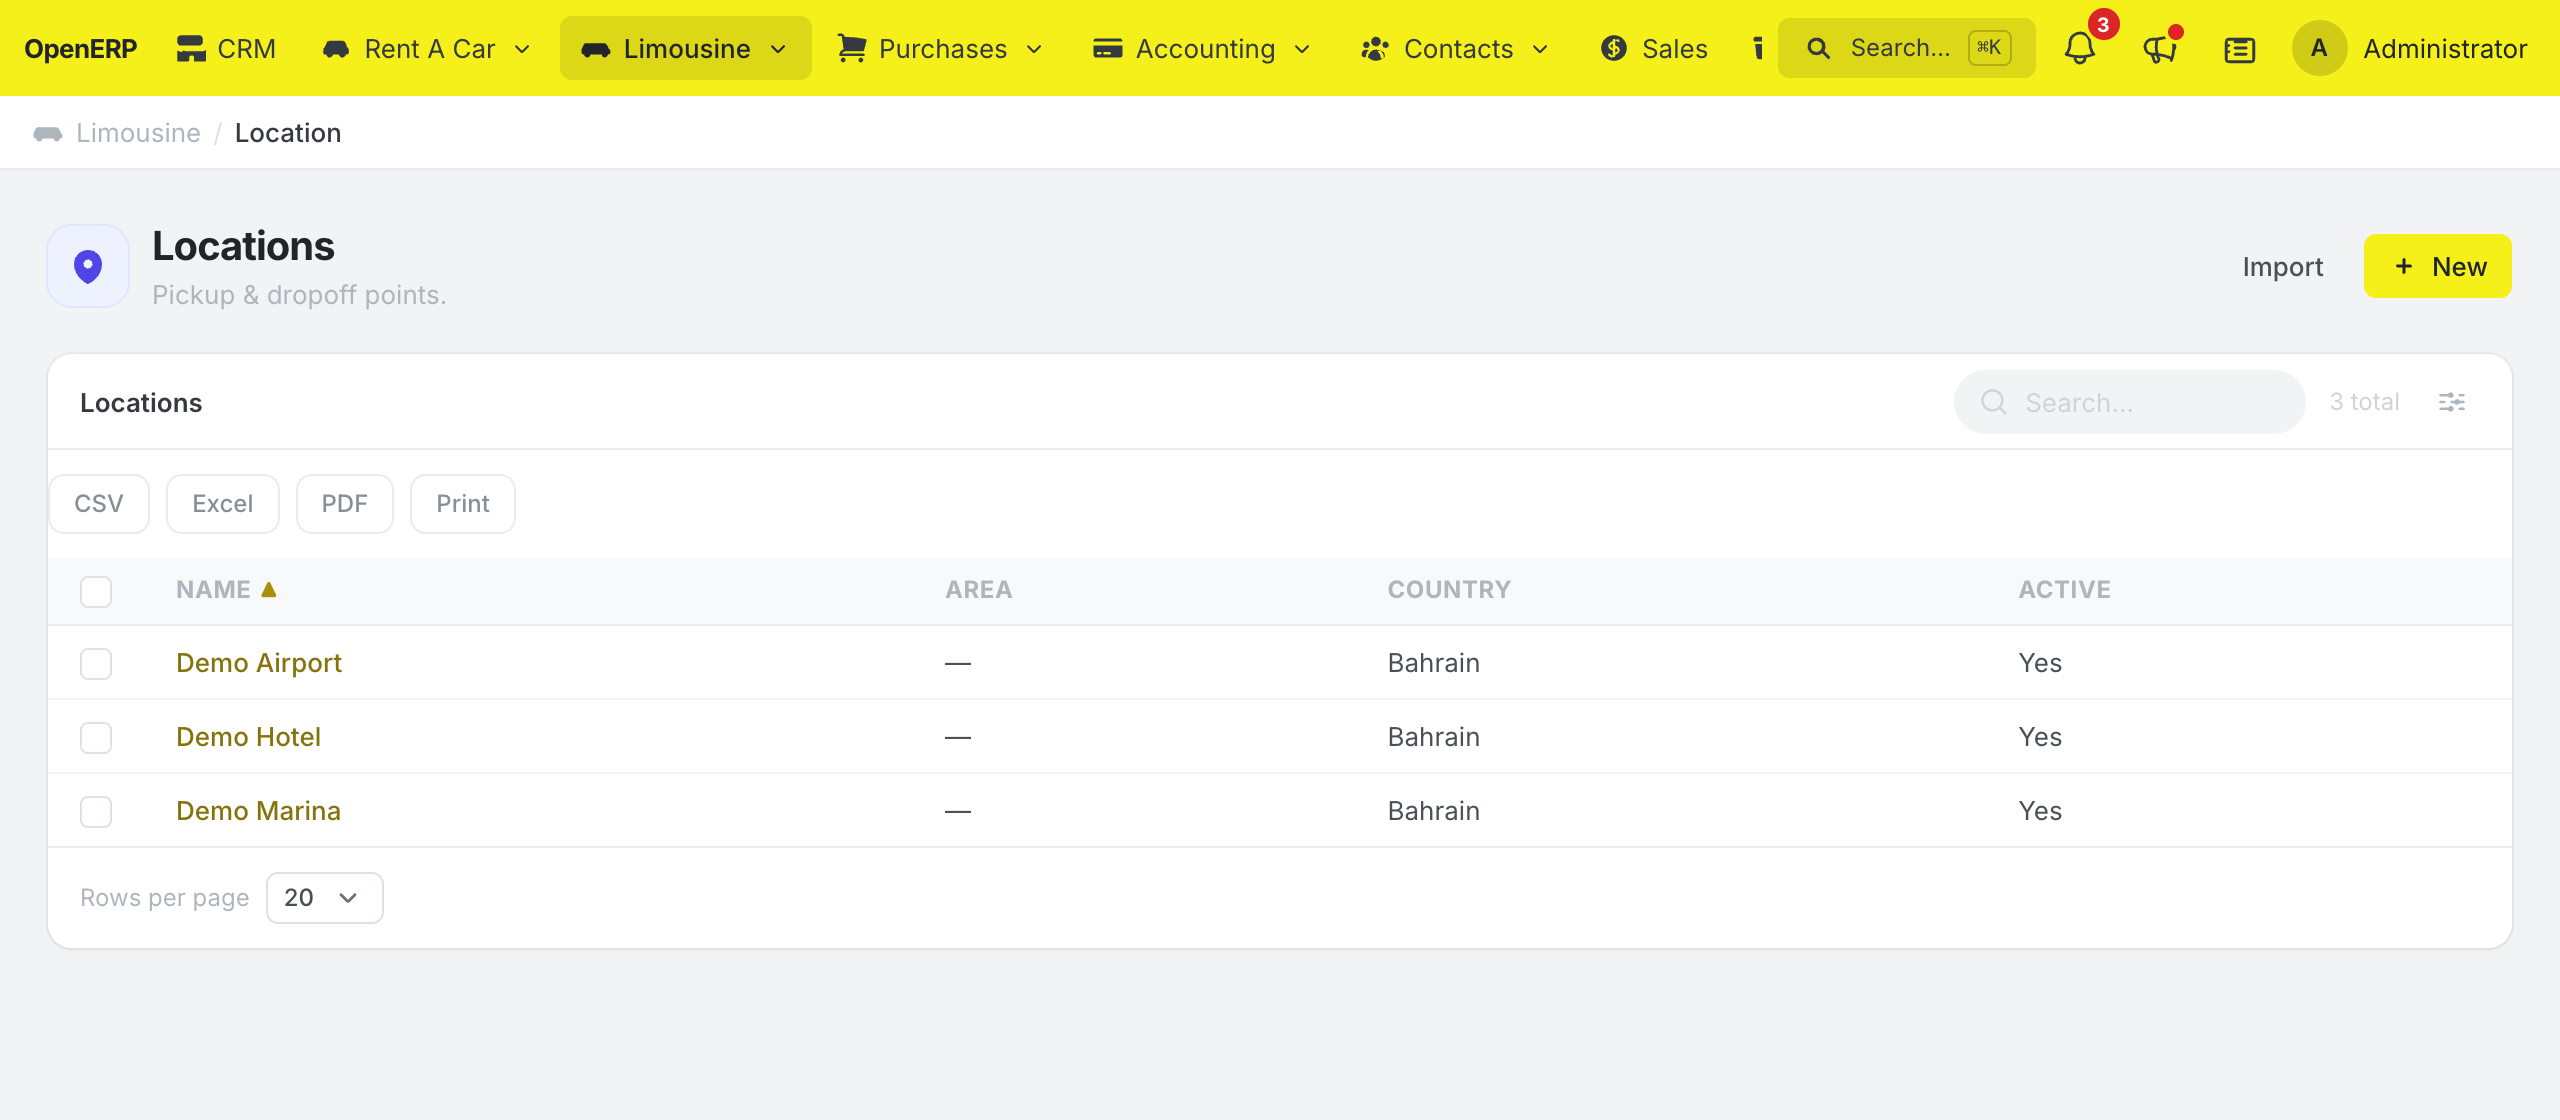 OpenERP CRM Rent A Car Limousine Purchases Accounting Contacts Sales Search... ⌘K 3 A Administrator
Limousine / Location
Locations
Pickup & dropoff points.
Import + New
Locations Search... 3 total
CSV Excel PDF Print
NAME AREA COUNTRY ACTIVE
Demo Airport — Bahrain Yes
Demo Hotel — Bahrain Yes
Demo Marina — Bahrain Yes
Rows per page 20